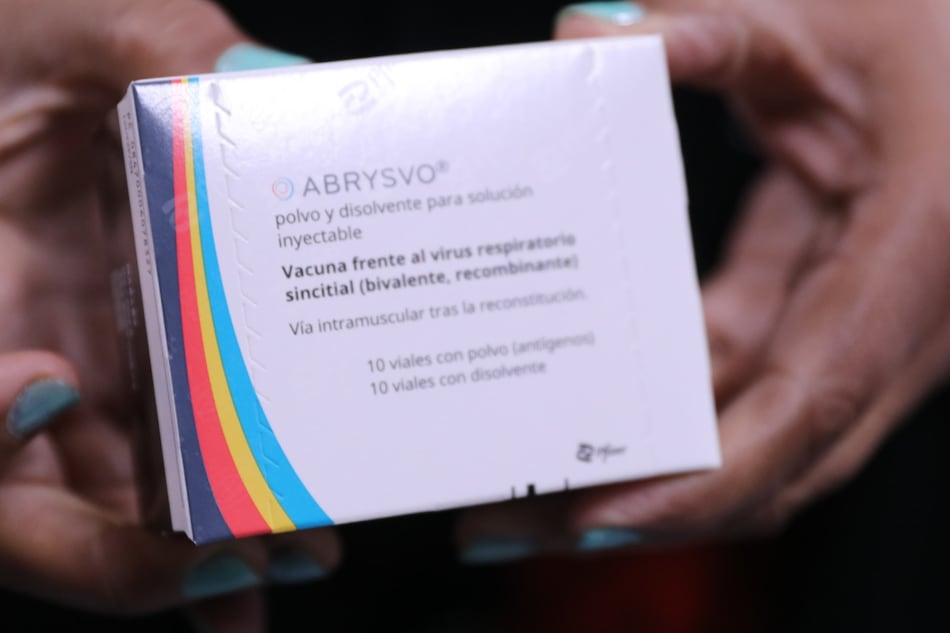 ABRYSVO®
polvo y disolvente para solución
inyectable
Vacuna frente al virus respiratorio
sincitial (bivalente, recombinante)
Vía intramuscular tras la reconstitución.
10 viales con polvo (antígenos)
10 viales con disolvente
Pfizer